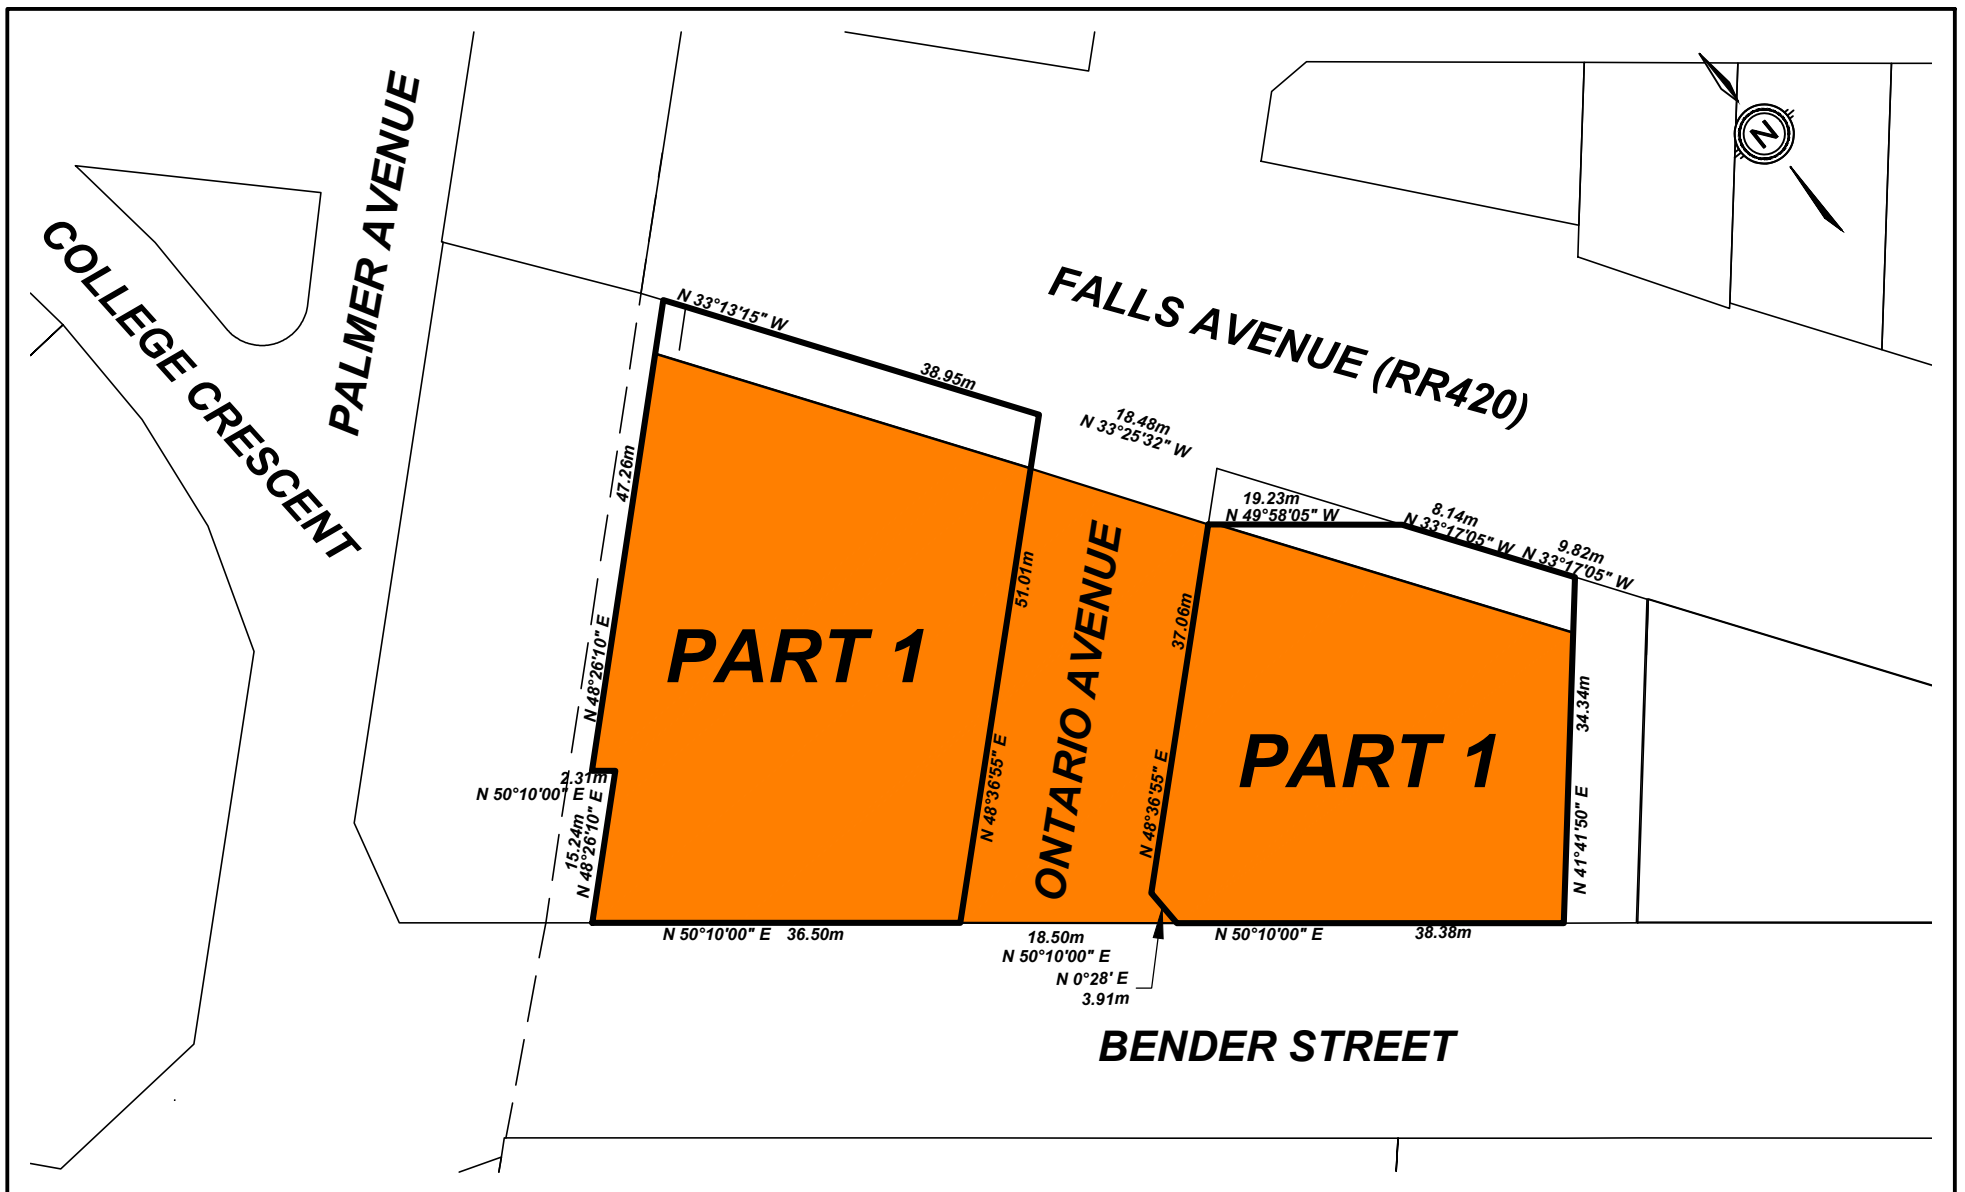 PALMER AVENUE
COLLEGE CRESCENT
N
FALLS AVENUE (RR420)
N 33°13'15" W
38.95m
18.48m
N 33°25'32" W
47.26m
19.23m
N 49°58'05" W
8.14m
N 33°17'05" W
9.82m
N 33°17'05" W
51.01m
37.06m
ONTARIO AVENUE
N 48°26'10" E
PART 1
PART 1
34.34m
N 48°36'55" E
N 48°36'55" E
N 41°41'50" E
2.31m
N 50°10'00" E
15.24m
N 48°26'10" E
N 50°10'00" E 36.50m
18.50m
N 50°10'00" E
N 50°10'00" E 38.38m
N 0°28' E
3.91m
BENDER STREET